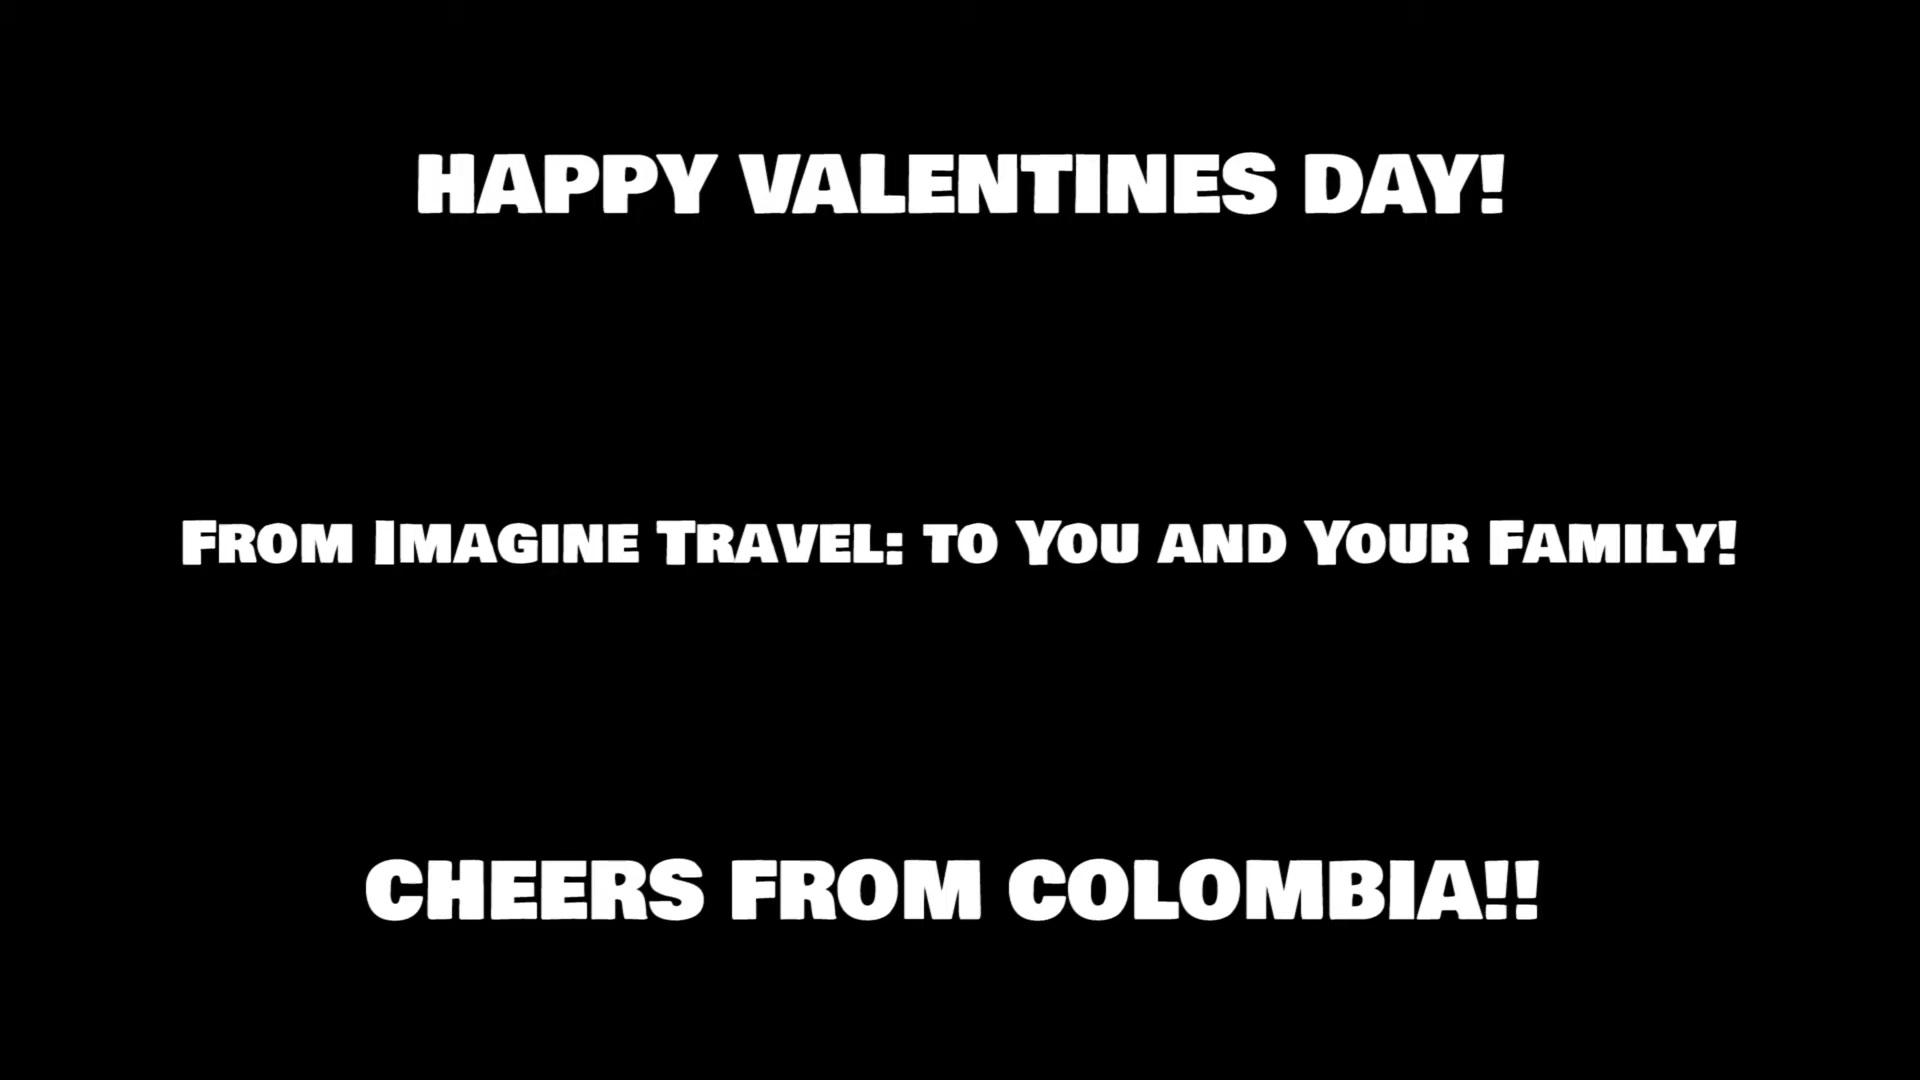 HAPPY VALENTINES DAY!
From Imagine Travel: to You and Your Family!
CHEERS FROM COLOMBIA!!